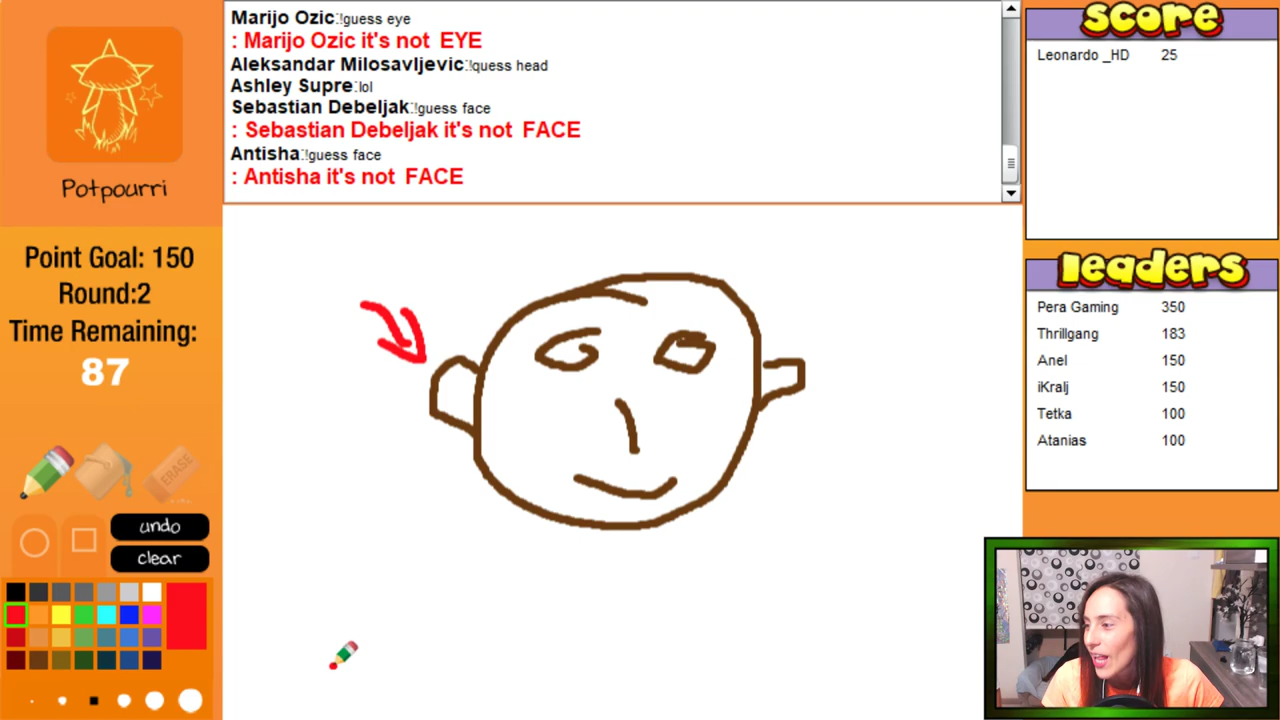 Marijo Ozic:!guess eye
: Marijo Ozic it's not EYE
Aleksandar Milosavljevic:!quess head
Ashley Supre:lol
Sebastian Debeljak:!guess face
: Sebastian Debeljak it's not FACE
Antisha:!guess face
: Antisha it's not FACE
Potpourri
Point Goal: 150
Round:2
Time Remaining:
87
ERASE
undo
clear
score
Leonardo _HD 25
leaders
Pera Gaming 350
Thrillgang 183
Anel 150
iKralj 150
Tetka 100
Atanias 100